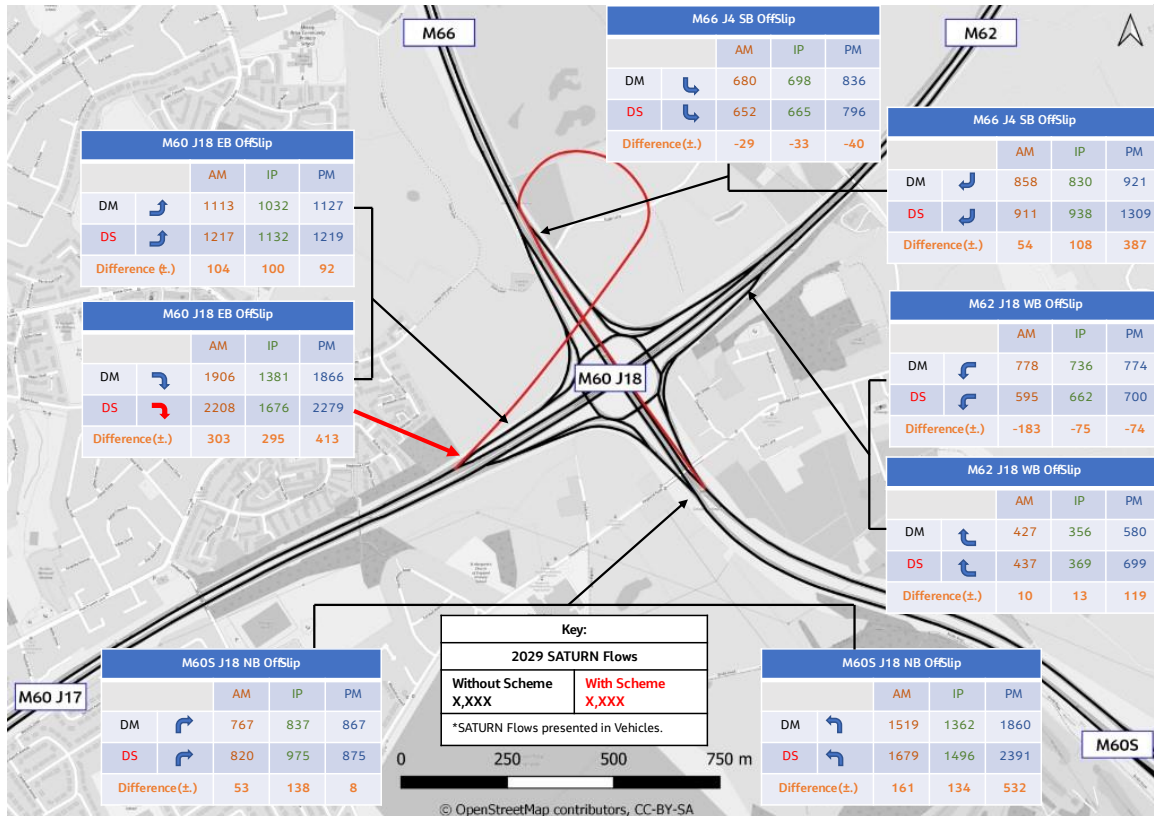 M66
M62
M66 J4 SB OffSlip
AM IP PM
DM 680 698 836
DS 652 665 796
Difference(±.) -29 -33 -40
M66 J4 SB OffSlip
AM IP PM
DM 858 830 921
DS 911 938 1309
Difference(±.) 54 108 387
M60 J18 EB OffSlip
AM IP PM
DM 1113 1032 1127
DS 1217 1132 1219
Difference (±.) 104 100 92
M60 J18 EB OffSlip
AM IP PM
DM 1906 1381 1866
DS 2208 1676 2279
Difference(±.) 303 295 413
M60 J18
M62 J18 WB OffSlip
AM IP PM
DM 778 736 774
DS 595 662 700
Difference(±.) -183 -75 -74
M62 J18 WB OffSlip
AM IP PM
DM 427 356 580
DS 437 369 699
Difference(±.) 10 13 119
M60 J17
M60S J18 NB OffSlip
AM IP PM
DM 767 837 867
DS 820 975 875
Difference(±.) 53 138 8
Key:
2029 SATURN Flows
Without Scheme With Scheme
X,XXX X,XXX
*SATURN Flows presented in Vehicles.
0 250 500 750 m
M60S J18 NB OffSlip
AM IP PM
DM 1519 1362 1860
DS 1679 1496 2391
Difference(±.) 161 134 532
M60S
© OpenStreetMap contributors, CC-BY-SA